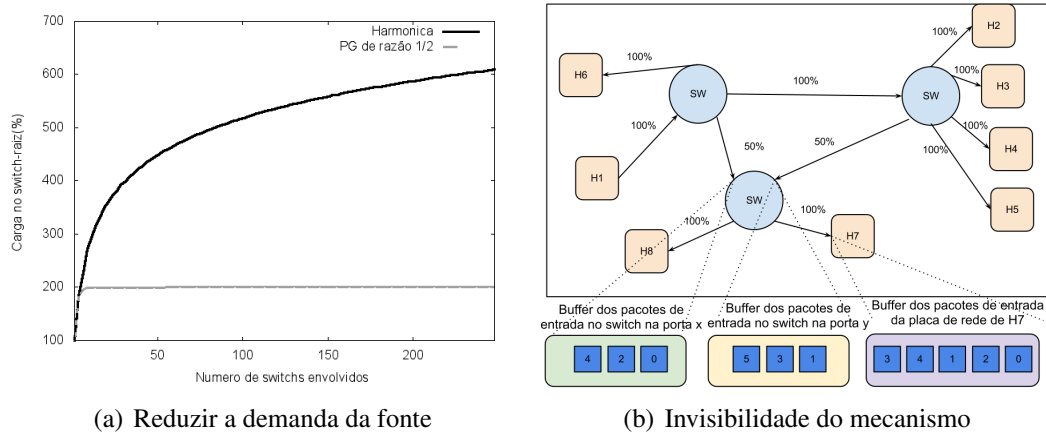 700
600
500
400
300
200
100
50
100
150
200
Carga no switch-raiz(%)
Numero de switchs envolvidos
Harmonica
PG de razão 1/2
(a) Reduzir a demanda da fonte
H2
100%
H6
100%
100%
H3
SW
100%
SW
100%
100%
H4
100%
50%
50%
H1
SW
H5
100%
100%
H8
H7
Buffer dos pacotes de
entrada no switch na porta x
Buffer dos pacotes de
entrada no switch na porta y
Buffer dos pacotes de entrada
da placa de rede de H7
4 2 0
5 3 1
3 4 1 2 0
(b) Invisibilidade do mecanismo